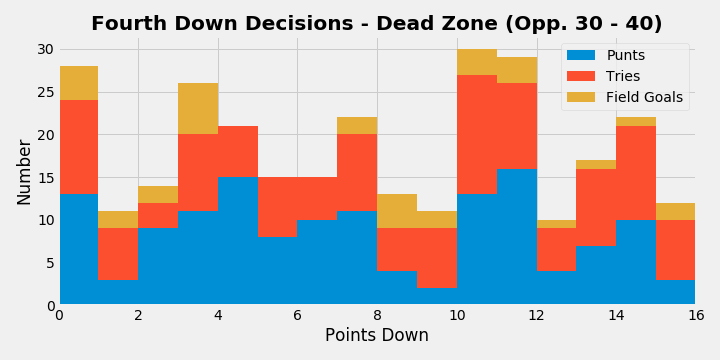 Fourth Down Decisions - Dead Zone (Opp. 30 - 40)
Punts
Tries
Field Goals
Number
30
25
20
15
10
5
0
0 2 4 6 8 10 12 14 16
Points Down